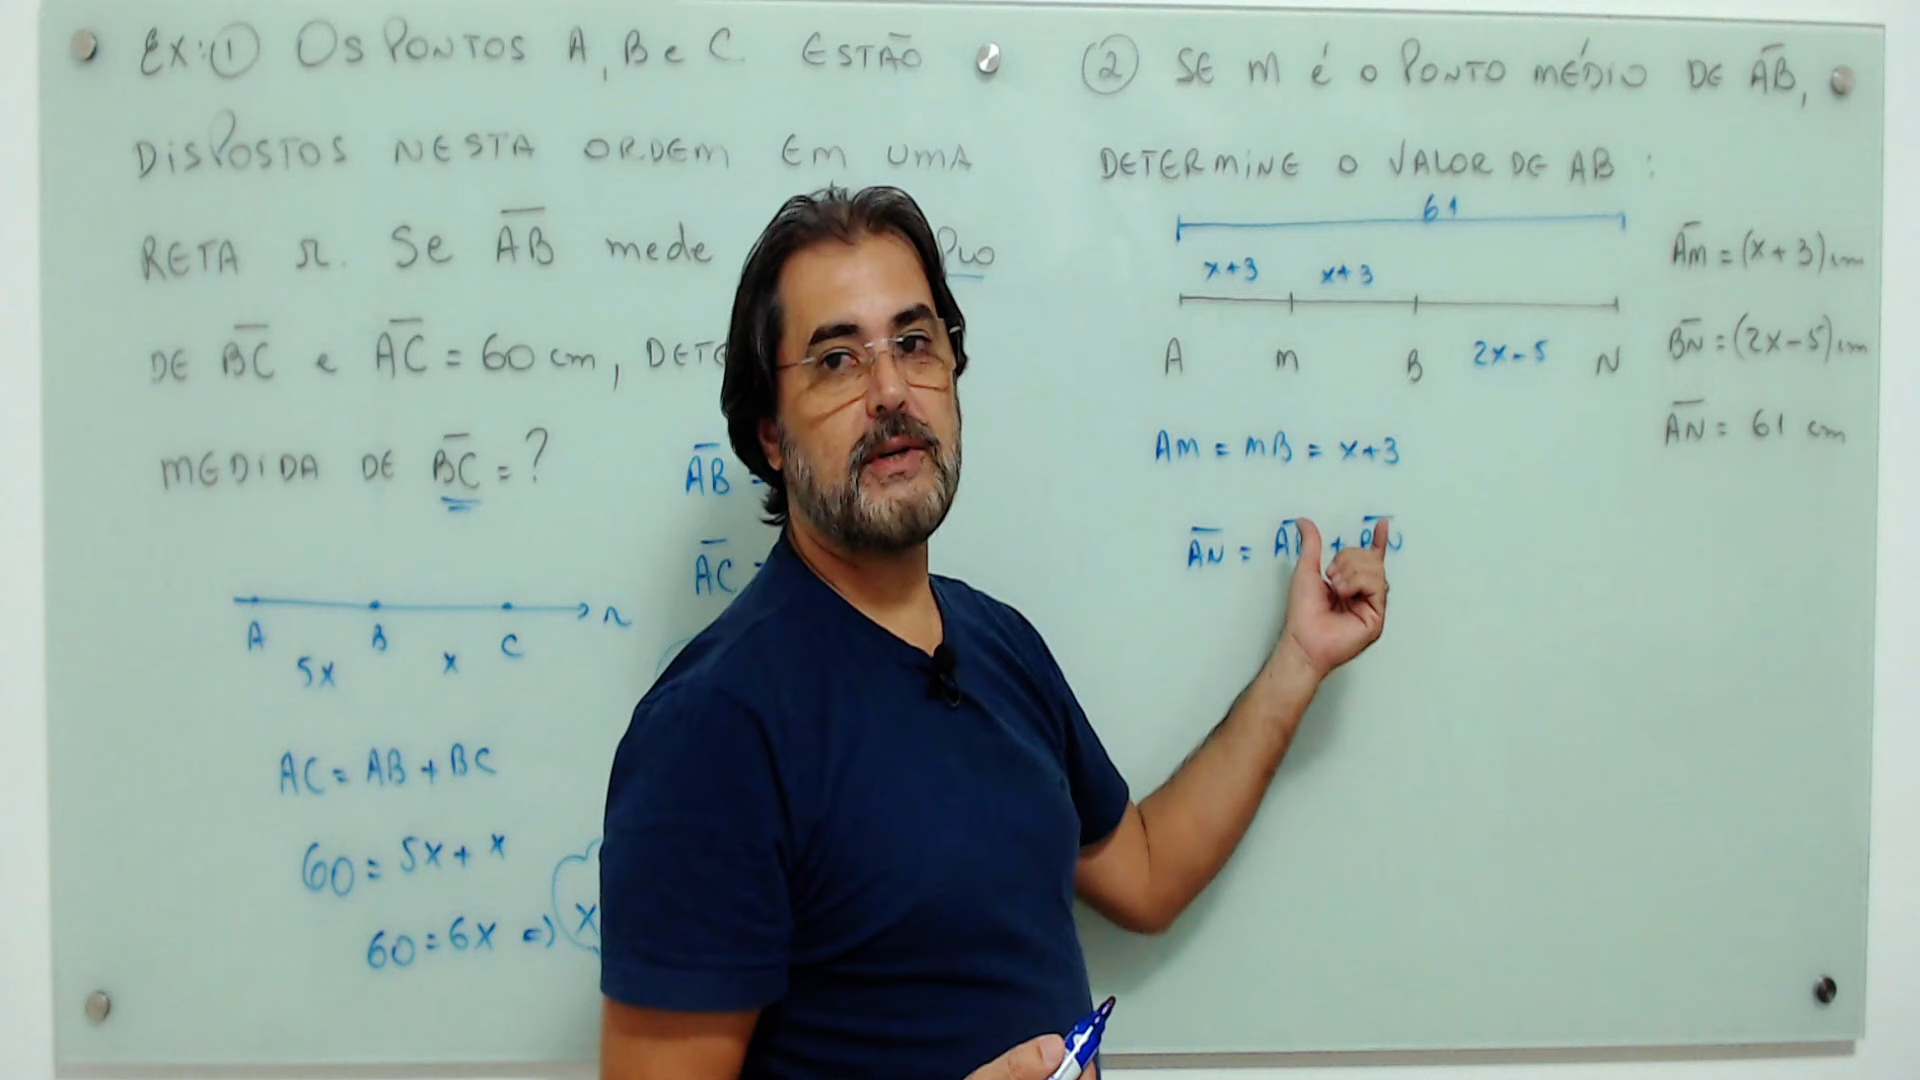 EX: ① OS PONTOS A, B e C ESTÃO
DISPOSTOS NESTA ORDEM EM UMA
RETA r. SE AB mede
DE BC e AC = 60 cm,
MEDIDA DE BC = ?
AB
AC
A B C r
5x x
AC = AB + BC
60 = 5x + x
60 = 6x => x
② SE M é o PONTO MÉDIO DE AB,
DETERMINE O VALOR DE AB:
61
x+3 x+3
A M B 2x-5 N
AM = MB = x+3
AN = AB + BN
AM = (x+3) cm
BN = (2x-5) cm
AN = 61 cm